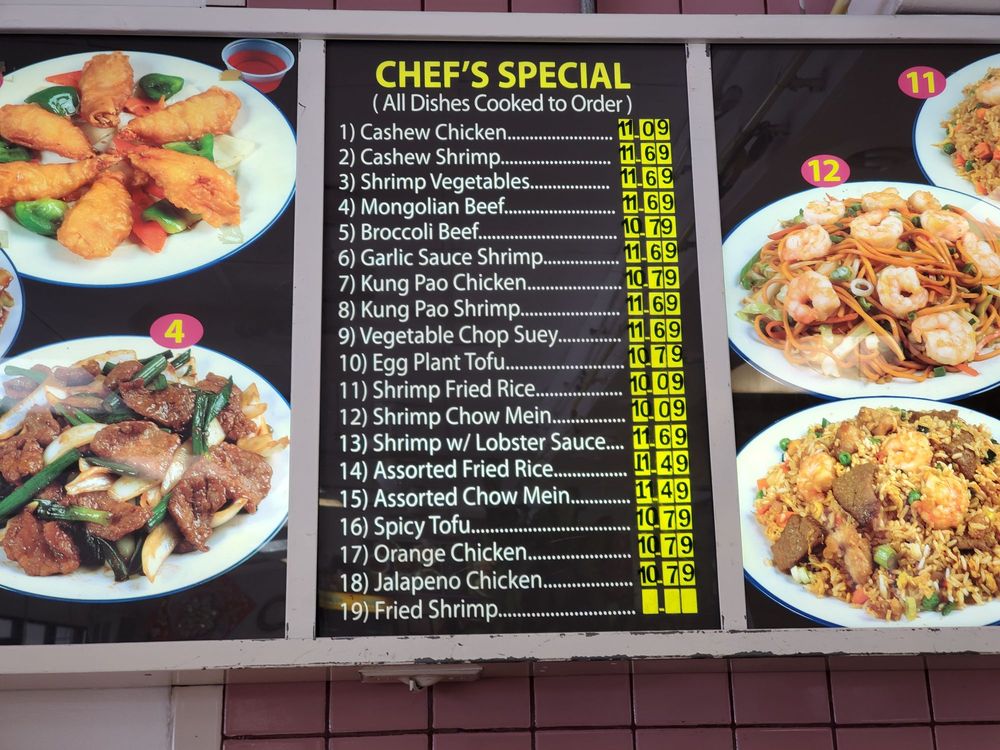 CHEF'S SPECIAL
( All Dishes Cooked to Order )
1) Cashew Chicken........................ 11.09
2) Cashew Shrimp......................... 11.69
3) Shrimp Vegetables.................. 11.69
4) Mongolian Beef......................... 11.69
5) Broccoli Beef............................... 10.79
6) Garlic Sauce Shrimp................. 11.69
7) Kung Pao Chicken..................... 10.79
8) Kung Pao Shrimp...................... 11.69
9) Vegetable Chop Suey.............. 11.69
10) Egg Plant Tofu.......................... 10.79
11) Shrimp Fried Rice................... 10.09
12) Shrimp Chow Mein................. 10.09
13) Shrimp w/ Lobster Sauce.... 11.69
14) Assorted Fried Rice................ 11.49
15) Assorted Chow Mein............. 11.49
16) Spicy Tofu.................................... 10.79
17) Orange Chicken....................... 10.79
18) Jalapeno Chicken.................... 10.79
19) Fried Shrimp...............................
4
11
12